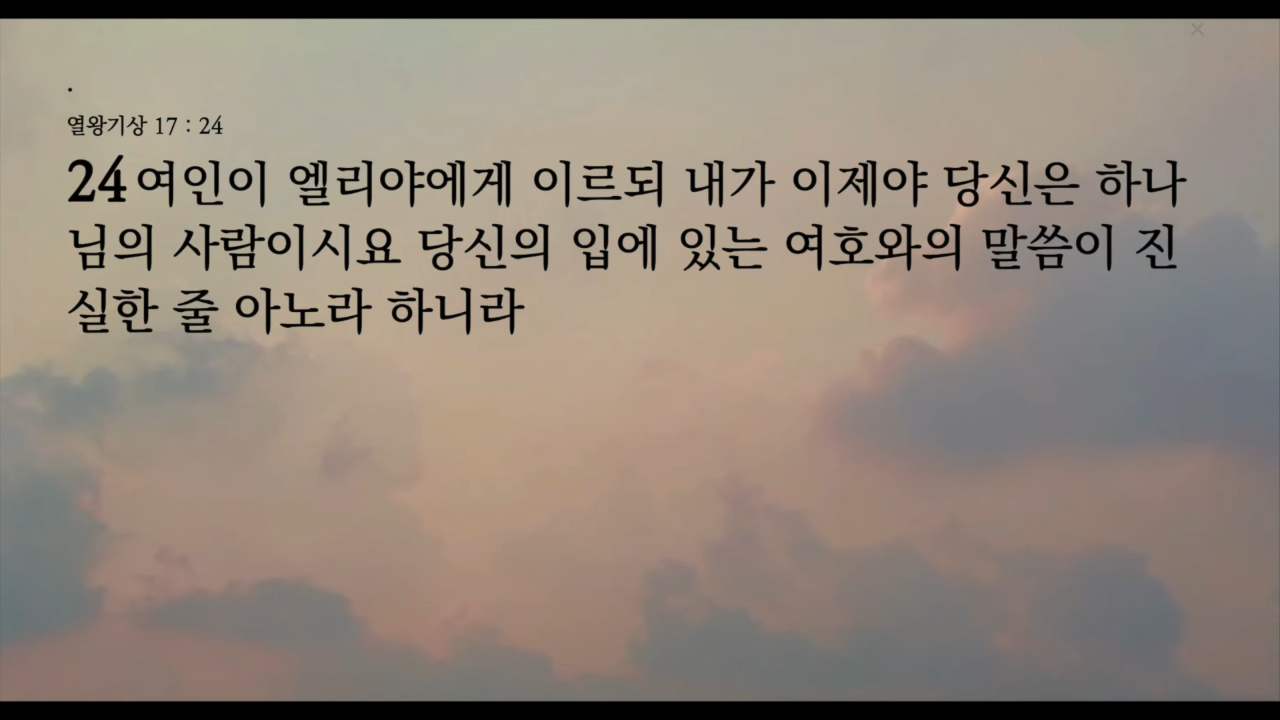 .
열왕기상 17 : 24
24 여인이 엘리야에게 이르되 내가 이제야 당신은 하나
님의 사람이시요 당신의 입에 있는 여호와의 말씀이 진
실한 줄 아노라 하니라